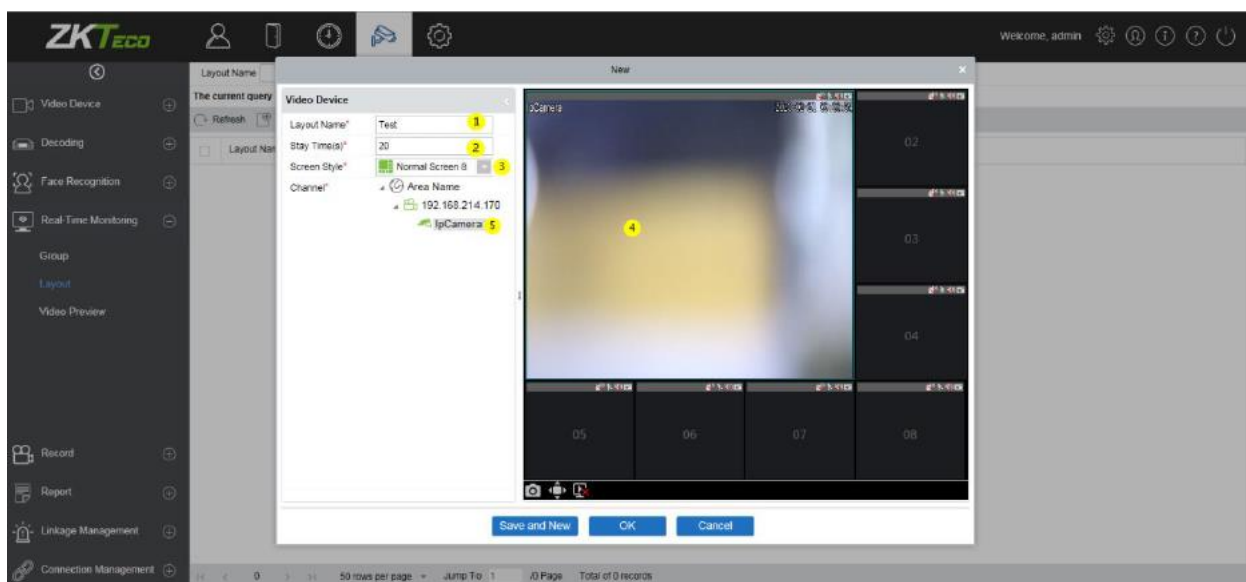 ZKTECO
Welcome, admin
Video Device
Decoding
Face Recognition
Real-Time Monitoring
Group
Layout
Video Preview
Record
Report
Linkage Management
Connection Management
Layout Name
The current query
Refresh
Layout Nam
New
Video Device
Layout Name* Test 1
Stay Time(s)* 20 2
Screen Style* Normal Screen 8 3
Channel* Area Name
192.168.214.170
IpCamera 5
pCamera
4
02
03
04
05 06 07 08
Save and New OK Cancel
0 50 rows per page Jump To 1 /0 Page Total of 0 records